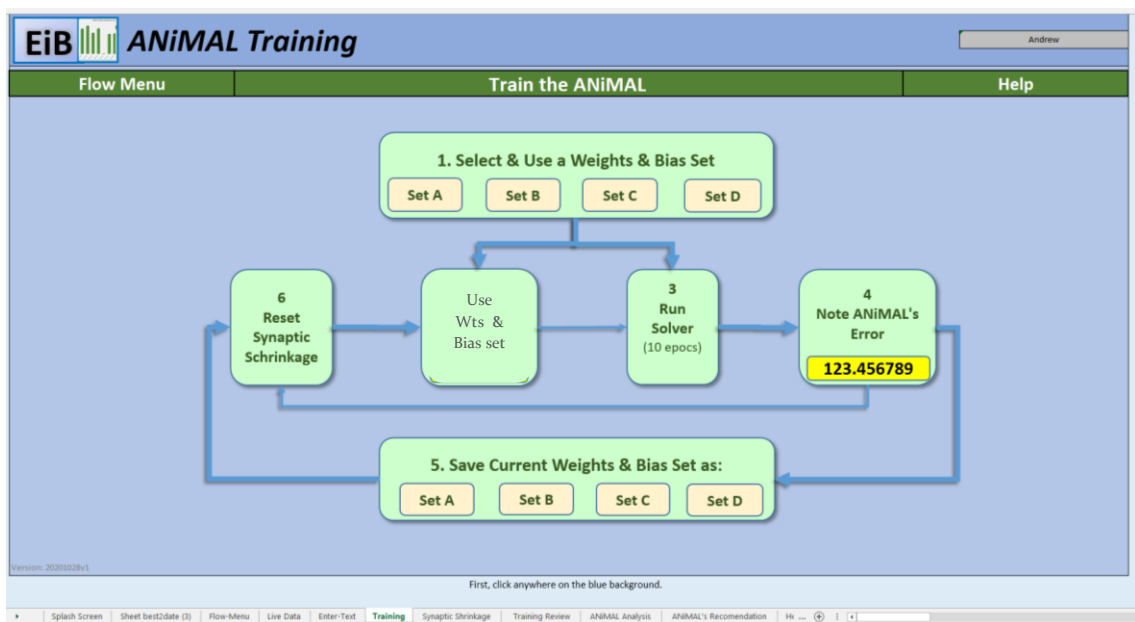 EiB ANiMAL Training
Andrew
Flow Menu
Train the ANiMAL
Help
1. Select & Use a Weights & Bias Set
Set A
Set B
Set C
Set D
6
Reset
Synaptic
Schrinkage
Use
Wts &
Bias set
3
Run
Solver
(10 epocs)
4
Note ANiMAL's
Error
123.456789
5. Save Current Weights & Bias Set as:
Set A
Set B
Set C
Set D
Version: 20201028v1
First, click anywhere on the blue background.
Splash Screen
Sheet best2date (3)
Flow-Menu
Live Data
Enter-Text
Training
Synaptic Shrinkage
Training Review
ANiMAL Analysis
ANiMAL's Recomendation